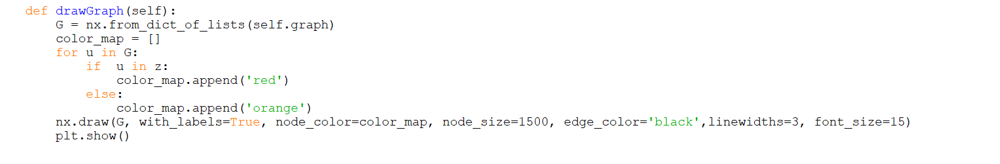 def drawGraph(self):
    G = nx.from_dict_of_lists(self.graph)
    color_map = []
    for u in G:
        if  u in z:
            color_map.append('red')
        else:
            color_map.append('orange')
    nx.draw(G, with_labels=True, node_color=color_map, node_size=1500, edge_color='black',linewidths=3, font_size=15)
    plt.show()